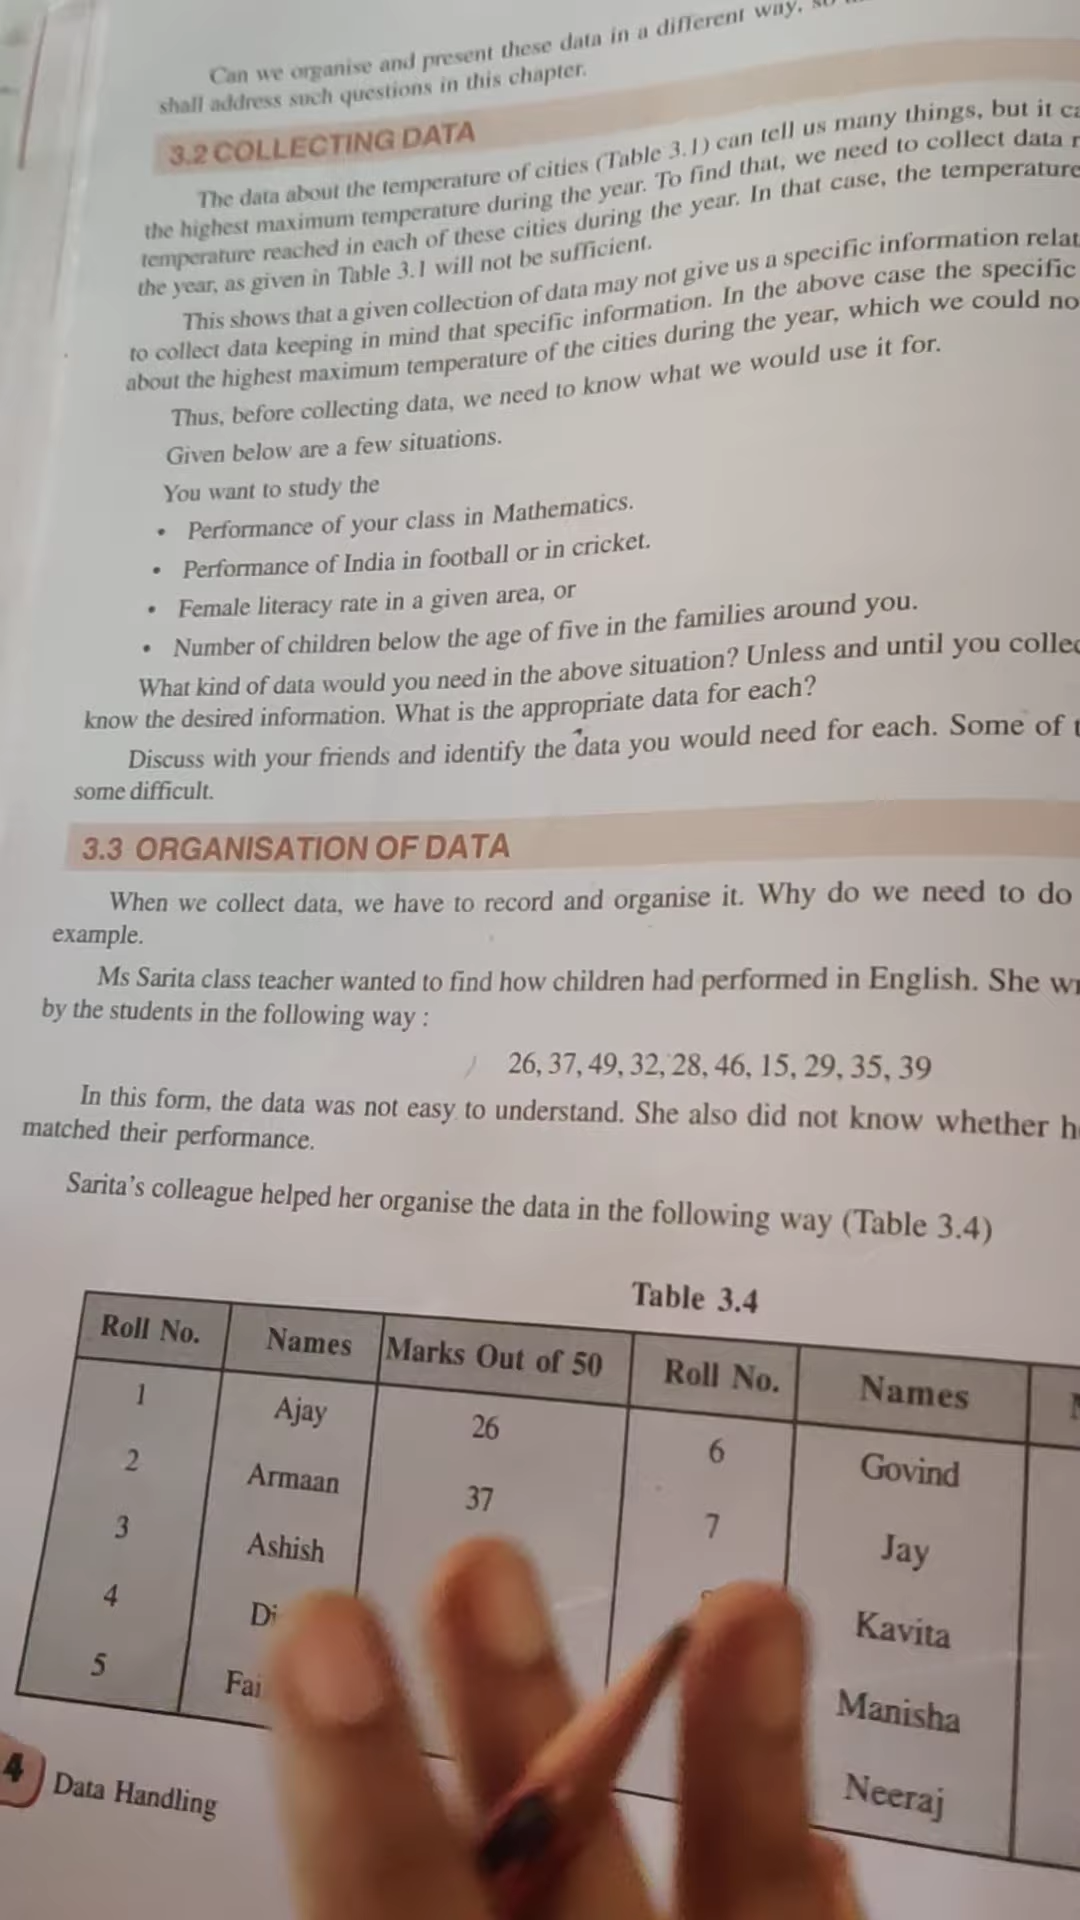 Can we organise and present these data in a different way, so
shall address such questions in this chapter.
3.2 COLLECTING DATA
The data about the temperature of cities (Table 3.1) can tell us many things, but it ca
the highest maximum temperature during the year. To find that, we need to collect data r
temperature reached in each of these cities during the year. In that case, the temperature
the year, as given in Table 3.1 will not be sufficient.
This shows that a given collection of data may not give us a specific information relat
to collect data keeping in mind that specific information. In the above case the specific
about the highest maximum temperature of the cities during the year, which we could no
Thus, before collecting data, we need to know what we would use it for.
Given below are a few situations.
You want to study the
• Performance of your class in Mathematics.
• Performance of India in football or in cricket.
• Female literacy rate in a given area, or
• Number of children below the age of five in the families around you.
What kind of data would you need in the above situation? Unless and until you collec
know the desired information. What is the appropriate data for each?
Discuss with your friends and identify the data you would need for each. Some of t
some difficult.
3.3 ORGANISATION OF DATA
When we collect data, we have to record and organise it. Why do we need to do
example.
Ms Sarita class teacher wanted to find how children had performed in English. She wr
by the students in the following way :
26, 37, 49, 32, 28, 46, 15, 29, 35, 39
In this form, the data was not easy to understand. She also did not know whether h
matched their performance.
Sarita's colleague helped her organise the data in the following way (Table 3.4)
Table 3.4
Roll No. Names Marks Out of 50 Roll No. Names
1 Ajay 26 6 Govind
2 Armaan 37 7 Jay
3 Ashish Kavita
4 Di Manisha
5 Fai Neeraj
4 Data Handling